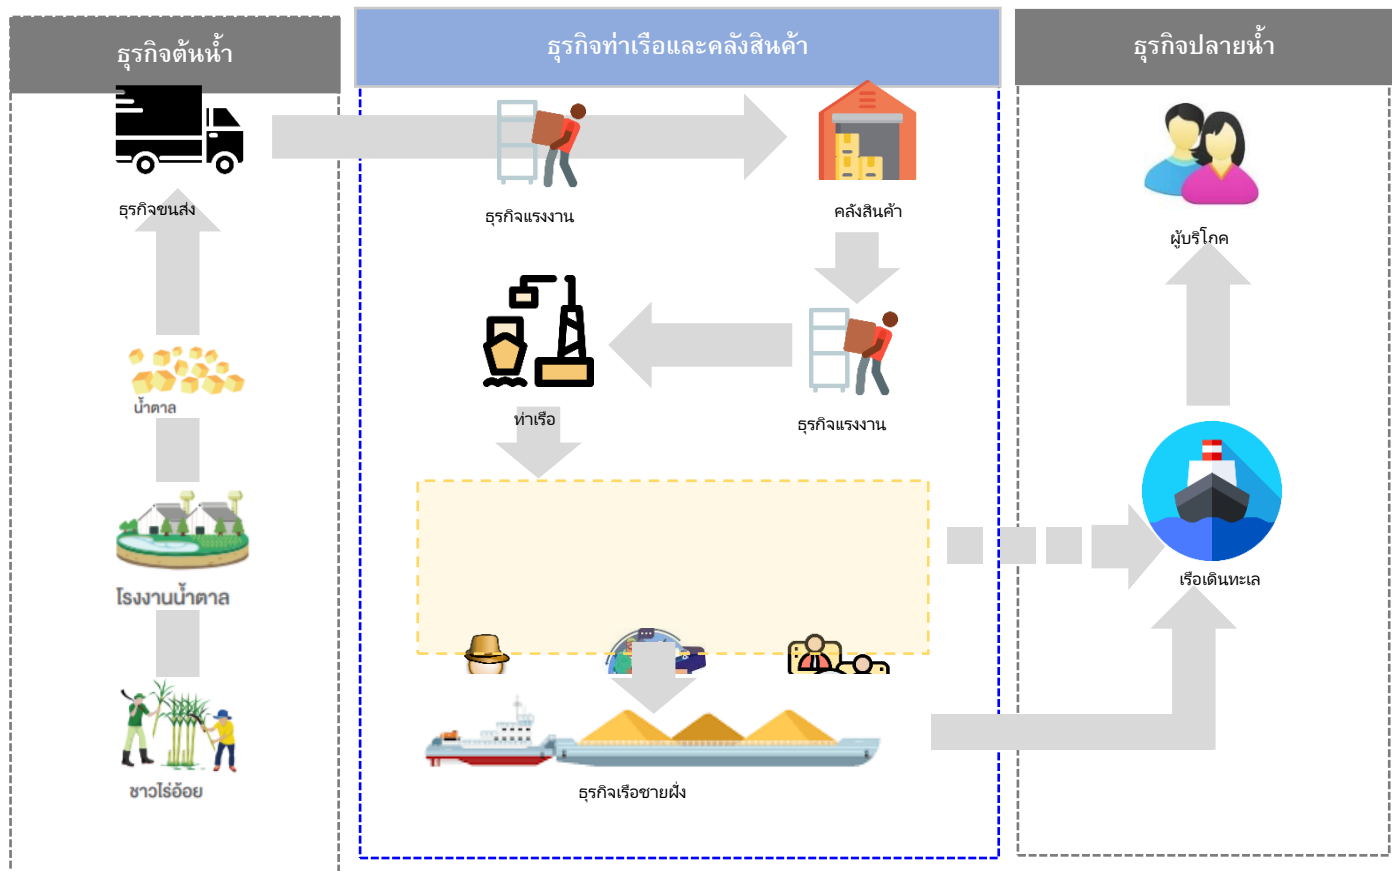 ธุรกิจต้นน้ำ
ธุรกิจท่าเรือและคลังสินค้า
ธุรกิจปลายน้ำ
ธุรกิจขนส่ง
น้ำตาล
โรงงานน้ำตาล
ชาวไร่อ้อย
ธุรกิจแรงงาน
คลังสินค้า
ท่าเรือ
ธุรกิจแรงงาน
ธุรกิจเรือชายฝั่ง
ผู้บริโภค
เรือเดินทะเล